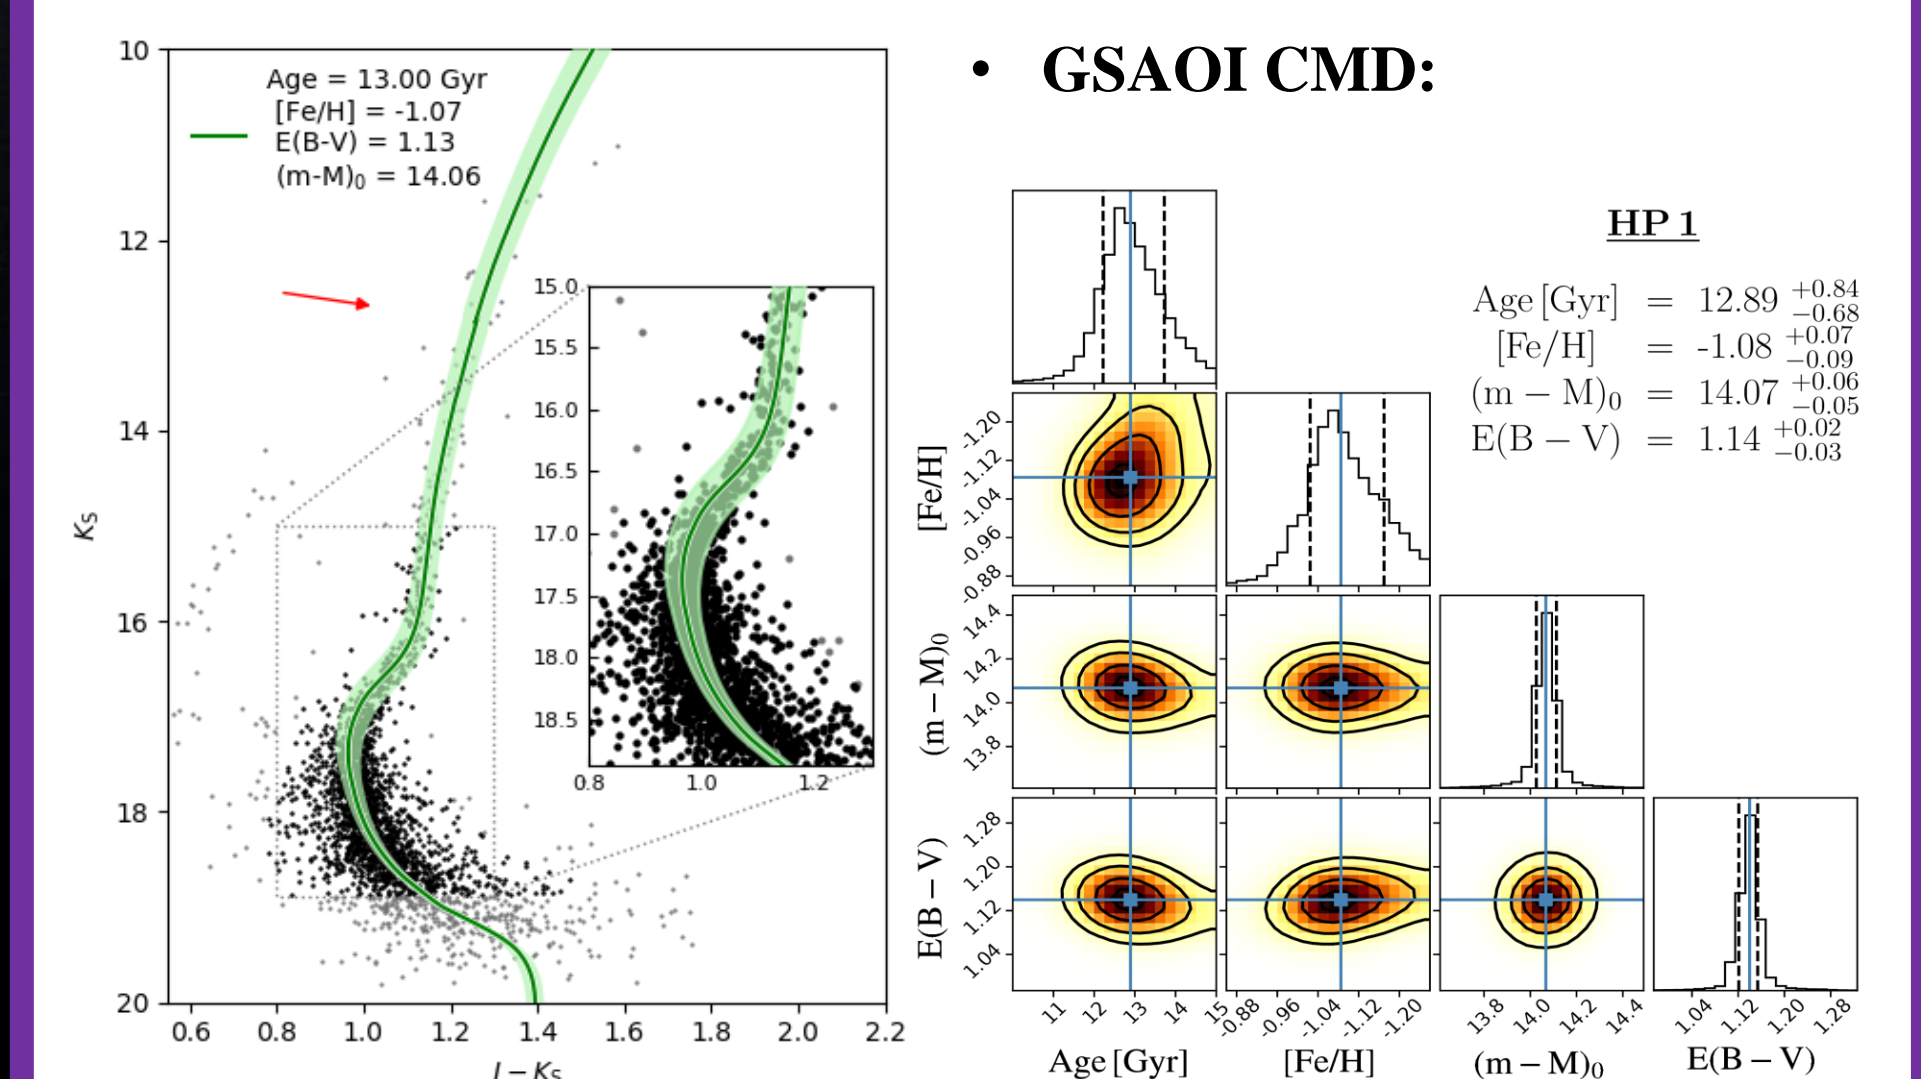 • GSAOI CMD:
Age = 13.00 Gyr
[Fe/H] = -1.07
E(B-V) = 1.13
(m-M)₀ = 14.06
10
12
14
16
18
20
K_S
0.6 0.8 1.0 1.2 1.4 1.6 1.8 2.0 2.2
J − K_S
15.0
15.5
16.0
16.5
17.0
17.5
18.0
18.5
0.8 1.0 1.2
HP 1
Age [Gyr] = 12.89 +0.84 −0.68
[Fe/H] = -1.08 +0.07 −0.09
(m − M)₀ = 14.07 +0.06 −0.05
E(B − V) = 1.14 +0.02 −0.03
[Fe/H]
-1.20
-1.12
-1.04
-0.96
-0.88
(m − M)₀
14.4
14.2
14.0
13.8
E(B − V)
1.28
1.20
1.12
1.04
11 12 13 14 15
-0.88 -0.96 -1.04 -1.12 -1.20
13.8 14.0 14.2 14.4
1.04 1.12 1.20 1.28
Age [Gyr] [Fe/H] (m − M)₀ E(B − V)